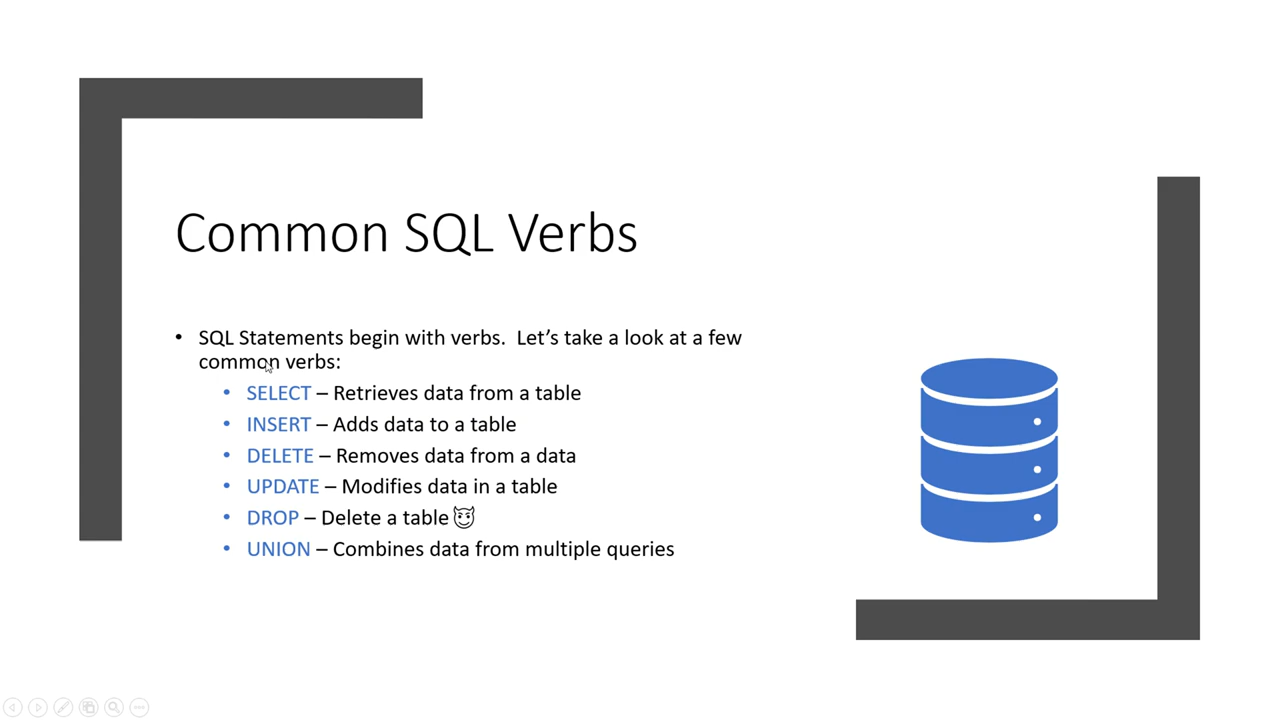 Common SQL Verbs
• SQL Statements begin with verbs.  Let’s take a look at a few
common verbs:
• SELECT – Retrieves data from a table
• INSERT – Adds data to a table
• DELETE – Removes data from a data
• UPDATE – Modifies data in a table
• DROP – Delete a table😈
• UNION – Combines data from multiple queries